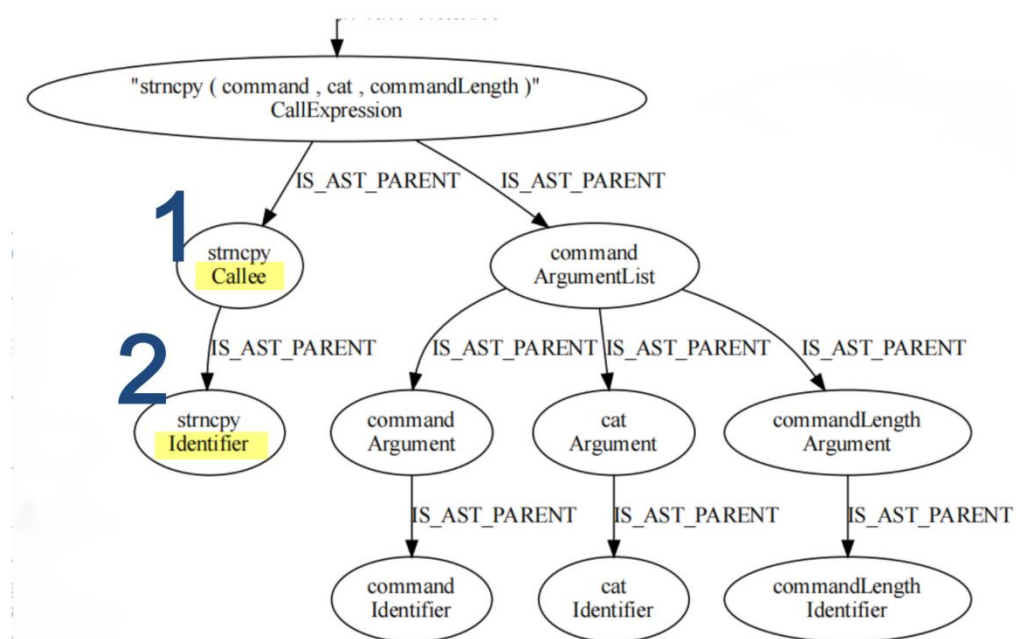 "strncpy ( command , cat , commandLength )"
CallExpression
IS_AST_PARENT
IS_AST_PARENT
1
strncpy
Callee
command
ArgumentList
IS_AST_PARENT
IS_AST_PARENT
IS_AST_PARENT
IS_AST_PARENT
2
strncpy
Identifier
command
Argument
cat
Argument
commandLength
Argument
IS_AST_PARENT
IS_AST_PARENT
IS_AST_PARENT
command
Identifier
cat
Identifier
commandLength
Identifier